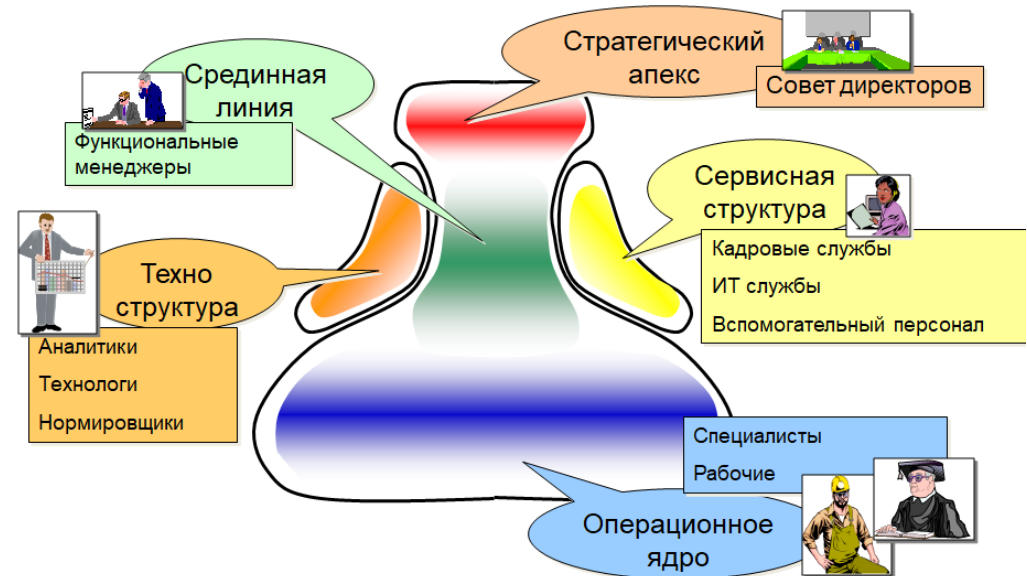 Стратегический
апекс
Совет директоров
Срединная
линия
Функциональные
менеджеры
Сервисная
структура
Кадровые службы
ИТ службы
Вспомогательный персонал
Техно
структура
Аналитики
Технологи
Нормировщики
Специалисты
Рабочие
Операционное
ядро